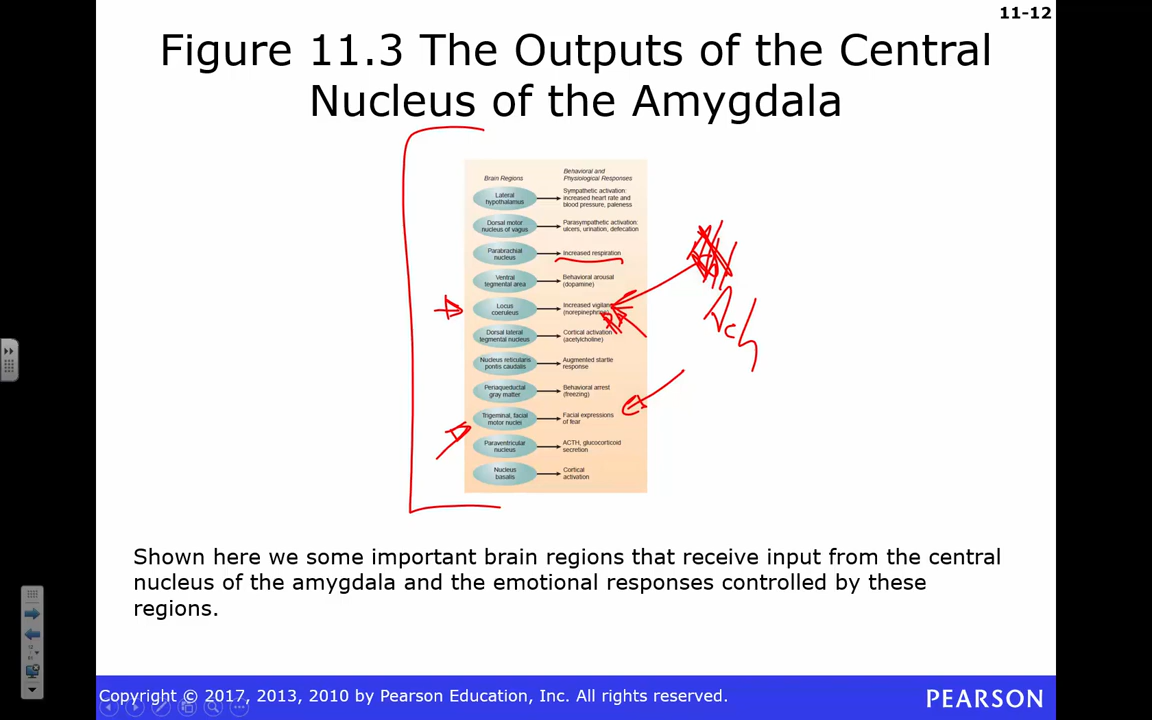 11-12
Figure 11.3 The Outputs of the Central
Nucleus of the Amygdala
Brain Regions
Behavioral and
Physiological Responses
Lateral
hypothalamus
Sympathetic activation:
increased heart rate and
blood pressure, paleness
Dorsal motor
nucleus of vagus
Parasympathetic activation:
ulcers, urination, defecation
Parabrachial
nucleus
Increased respiration
Ventral
tegmental area
Behavioral arousal
(dopamine)
Locus
coeruleus
Increased vigilance
(norepinephrine)
Dorsal lateral
tegmental nucleus
Cortical activation
(acetylcholine)
Nucleus reticularis
pontis caudalis
Augmented startle
response
Periaqueductal
gray matter
Behavioral arrest
(freezing)
Trigeminal, facial
motor nuclei
Facial expressions
of fear
Paraventricular
nucleus
ACTH, glucocorticoid
secretion
Nucleus
basalis
Cortical
activation
Ach
Shown here we some important brain regions that receive input from the central
nucleus of the amygdala and the emotional responses controlled by these
regions.
Copyright © 2017, 2013, 2010 by Pearson Education, Inc. All rights reserved.
PEARSON